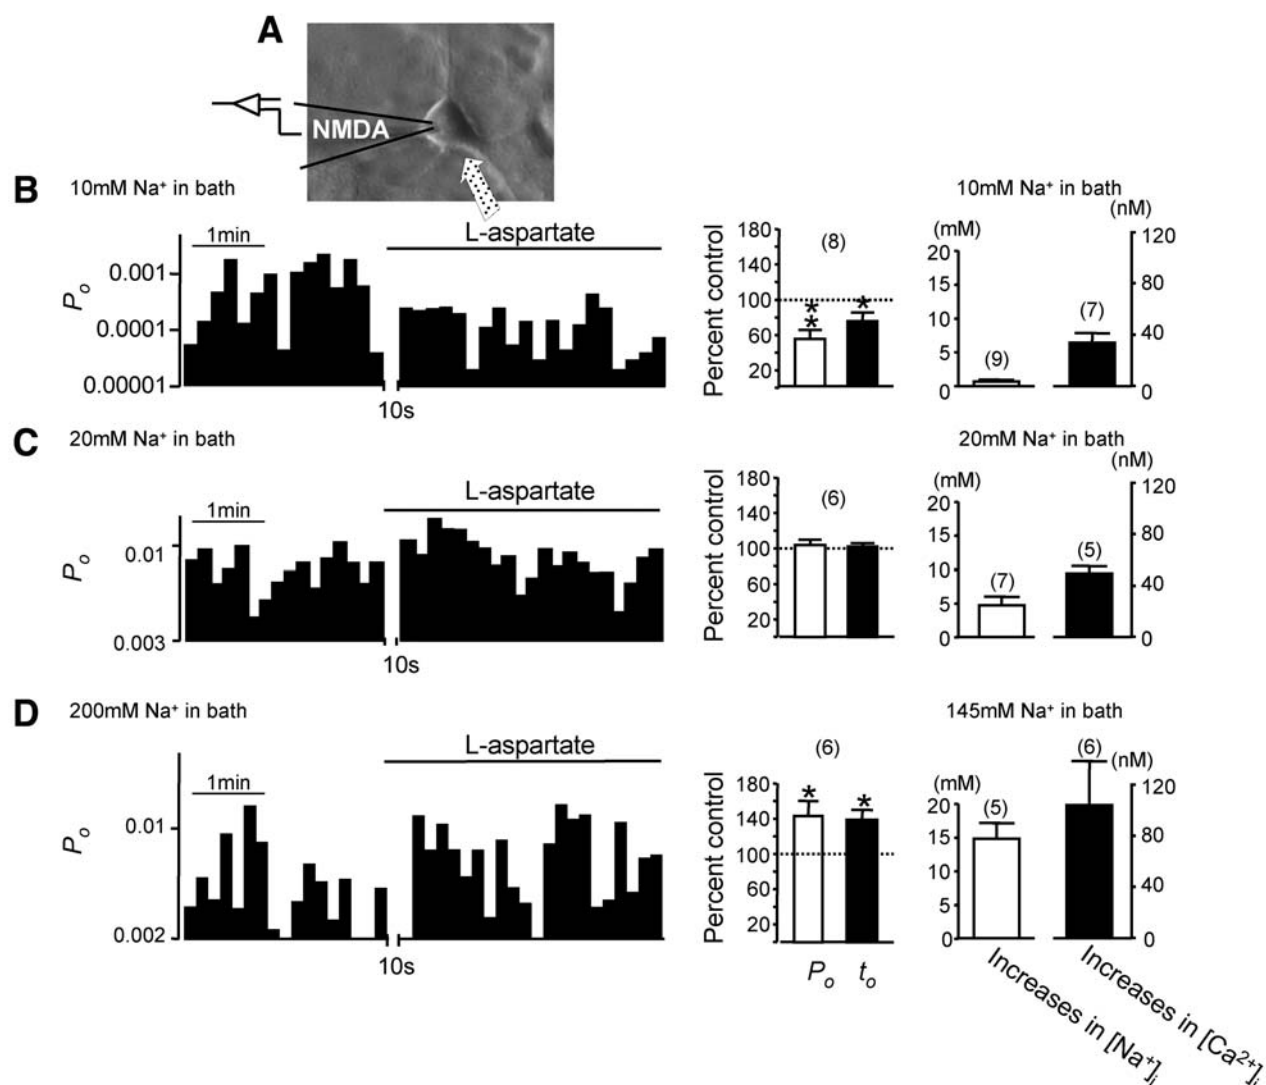 A
NMDA
B
10mM Na⁺ in bath
1min
L-aspartate
Pₒ
0.001
0.0001
0.00001
10s
Percent control
180
140
100
60
20
(8)
**
*
10mM Na⁺ in bath
(mM)
(nM)
20
15
10
5
0
(9)
(7)
120
80
40
0
C
20mM Na⁺ in bath
1min
L-aspartate
Pₒ
0.01
0.003
10s
Percent control
180
140
100
60
20
(6)
20mM Na⁺ in bath
(mM)
(nM)
20
15
10
5
0
(7)
(5)
120
80
40
0
D
200mM Na⁺ in bath
1min
L-aspartate
Pₒ
0.01
0.002
10s
Percent control
180
140
100
60
20
(6)
*
*
Pₒ
tₒ
145mM Na⁺ in bath
(mM)
(nM)
20
15
10
5
0
(5)
(6)
120
80
40
0
Increases in [Na⁺]ᵢ
Increases in [Ca²⁺]ᵢ